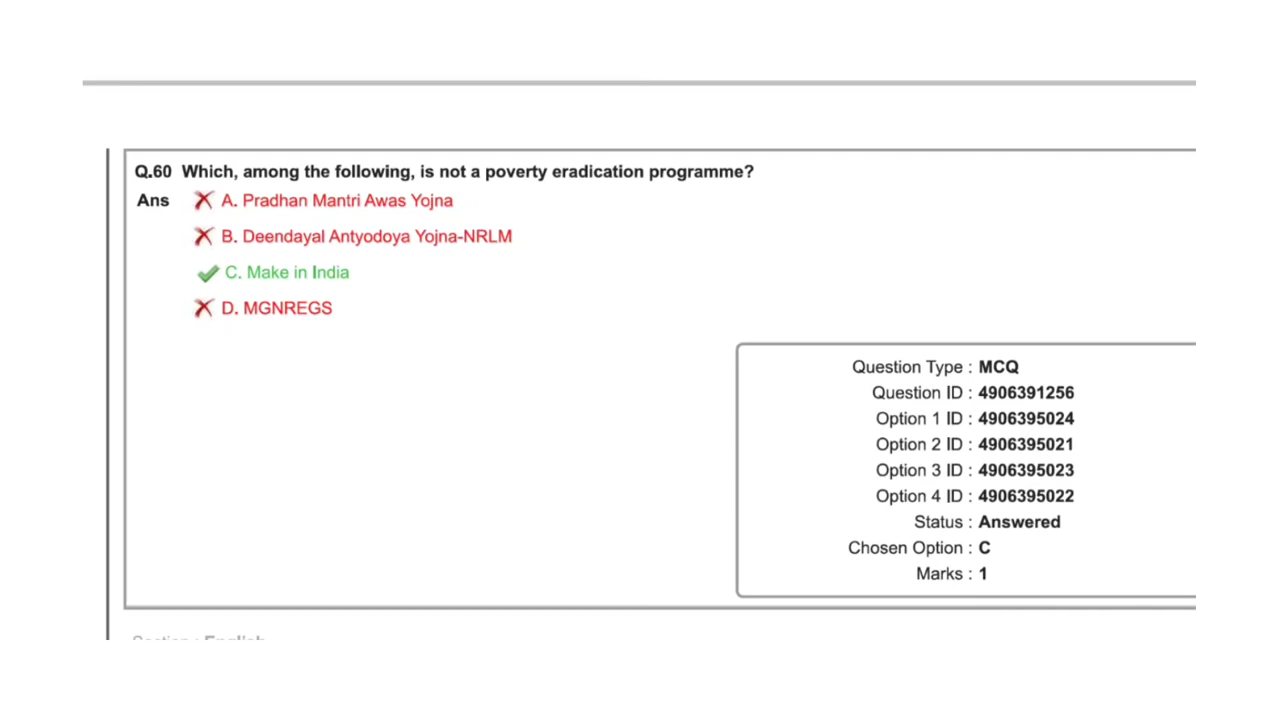 Q.60 Which, among the following, is not a poverty eradication programme?
Ans A. Pradhan Mantri Awas Yojna
B. Deendayal Antyodoya Yojna-NRLM
C. Make in India
D. MGNREGS
Question Type : MCQ
Question ID : 4906391256
Option 1 ID : 4906395024
Option 2 ID : 4906395021
Option 3 ID : 4906395023
Option 4 ID : 4906395022
Status : Answered
Chosen Option : C
Marks : 1
Section : English